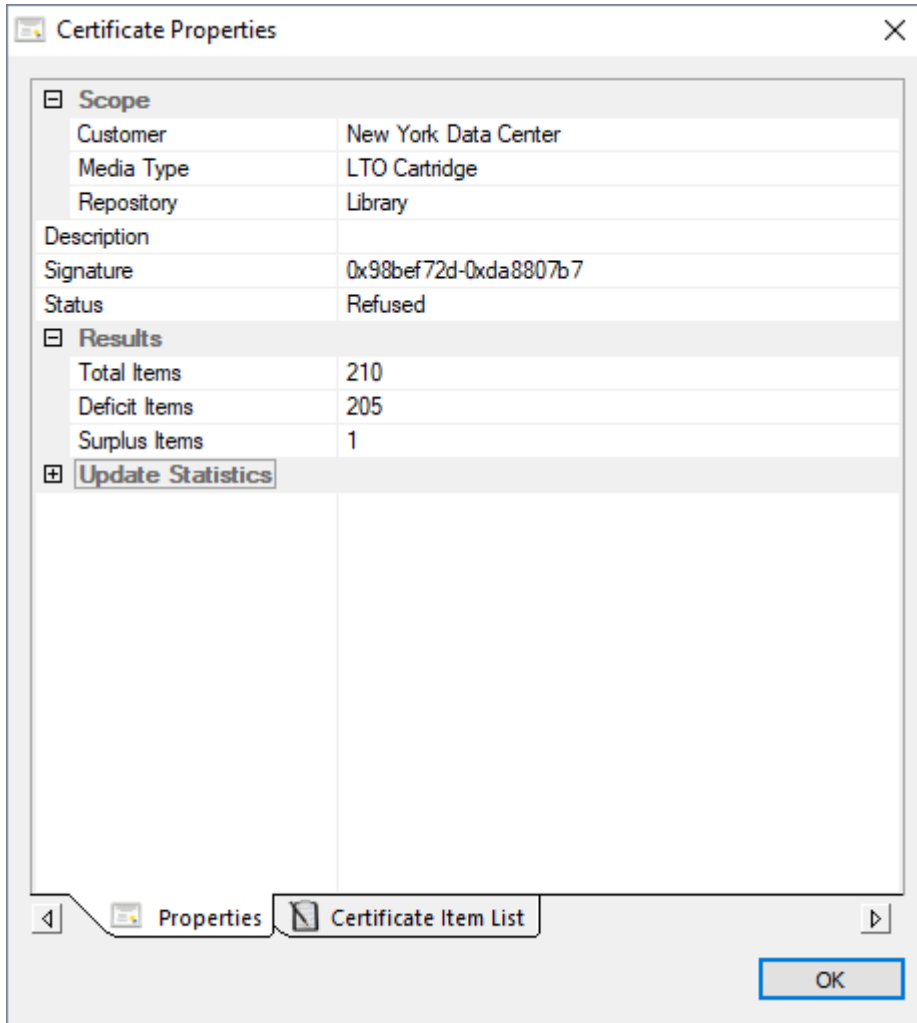 Certificate Properties
Scope
Customer New York Data Center
Media Type LTO Cartridge
Repository Library
Description
Signature 0x98bef72d-0xda8807b7
Status Refused
Results
Total Items 210
Deficit Items 205
Surplus Items 1
Update Statistics
Properties Certificate Item List
OK